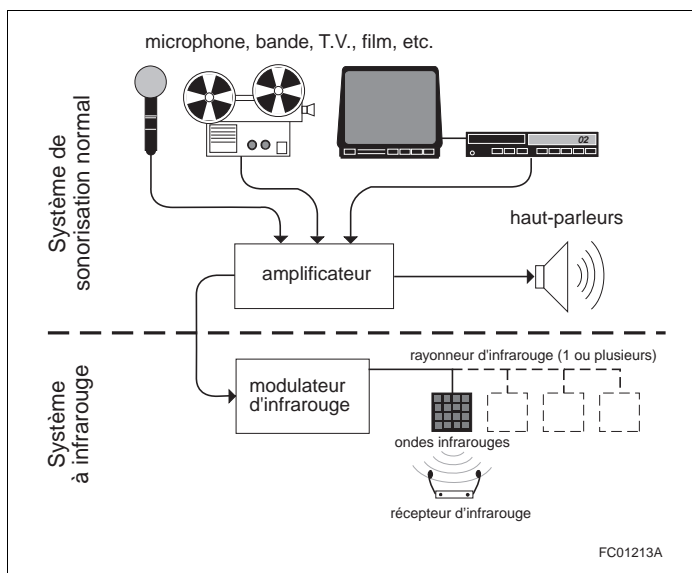 microphone, bande, T.V., film, etc.
02
Système de
sonorisation normal
haut-parleurs
amplificateur
rayonneur d'infrarouge (1 ou plusieurs)
modulateur
d'infrarouge
Système
à infrarouge
ondes infrarouges
récepteur d'infrarouge
FC01213A